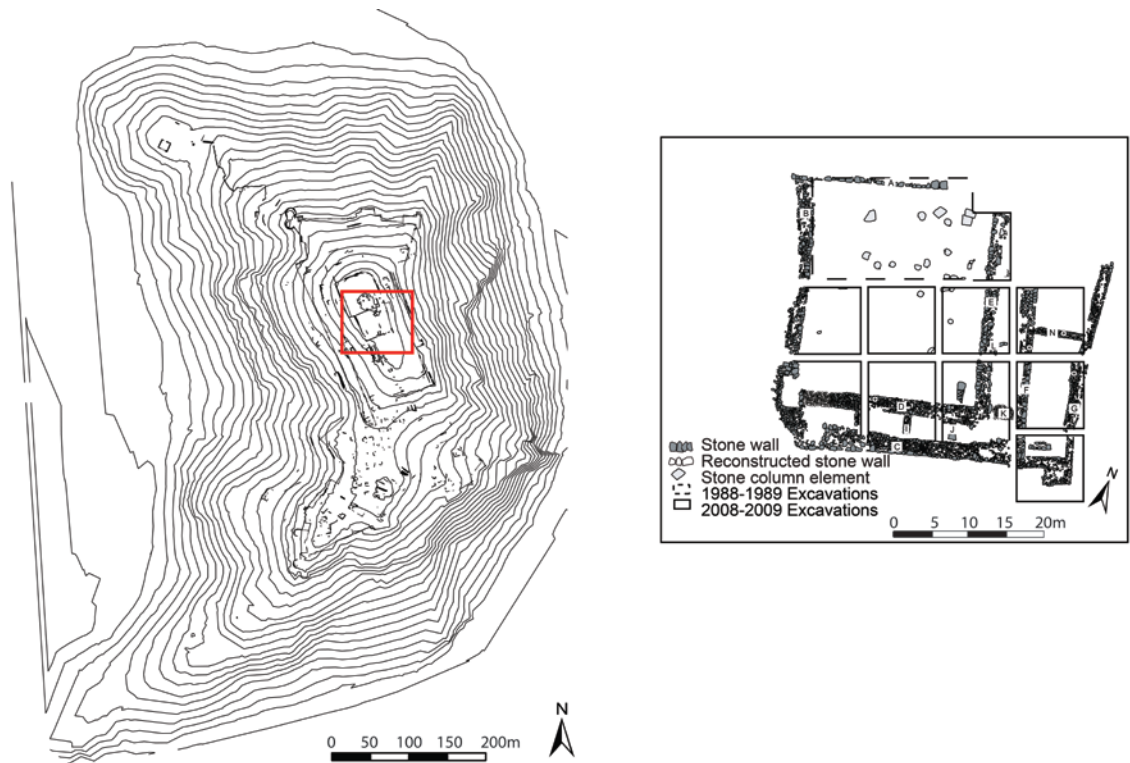 A
B
E
N
F
G
D
K
I
J
C
Stone wall
Reconstructed stone wall
Stone column element
1988-1989 Excavations
2008-2009 Excavations
N
0 5 10 15 20m
N
0 50 100 150 200m